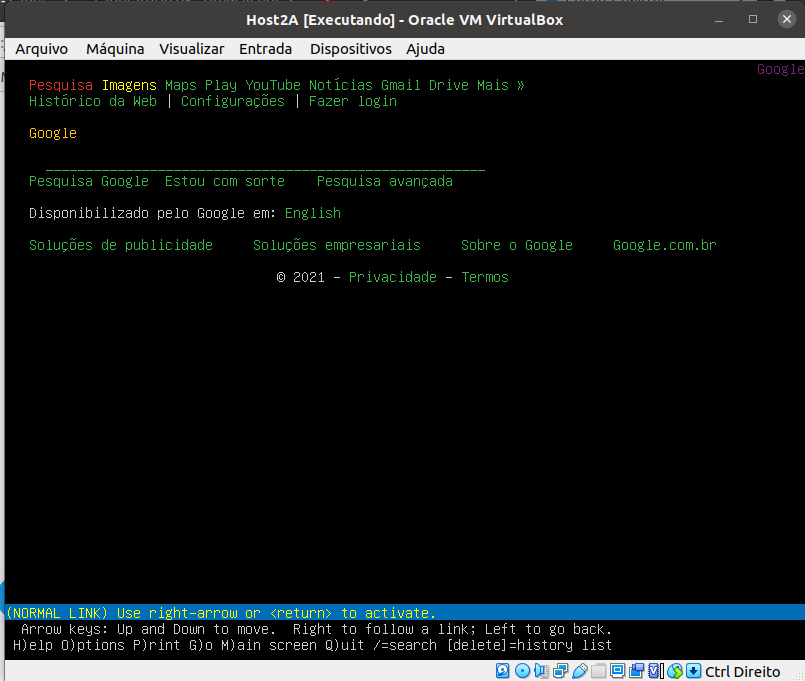 Host2A [Executando] - Oracle VM VirtualBox
Arquivo Máquina Visualizar Entrada Dispositivos Ajuda
Google
Pesquisa Imagens Maps Play YouTube Notícias Gmail Drive Mais »
Histórico da Web | Configurações | Fazer login
Google
Pesquisa Google Estou com sorte Pesquisa avançada
Disponibilizado pelo Google em: English
Soluções de publicidade Soluções empresariais Sobre o Google Google.com.br
© 2021 - Privacidade - Termos
(NORMAL LINK) Use right-arrow or <return> to activate.
Arrow keys: Up and Down to move. Right to follow a link; Left to go back.
H)elp O)ptions P)rint G)o M)ain screen Q)uit /=search [delete]=history list
Ctrl Direito